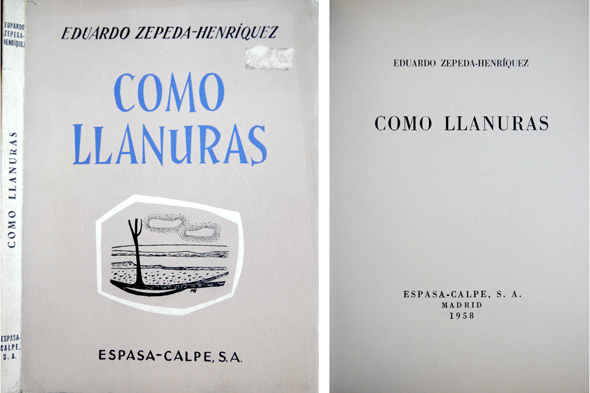 EDUARDO
ZEPEDA-
HENRÍQUEZ
COMO LLANURAS
ESPASA-
CALPE,
S. A.
EDUARDO ZEPEDA-HENRÍQUEZ
COMO
LLANURAS
ESPASA-CALPE, S.A.
EDUARDO ZEPEDA-HENRÍQUEZ
COMO LLANURAS
ESPASA-CALPE, S. A.
MADRID
1958